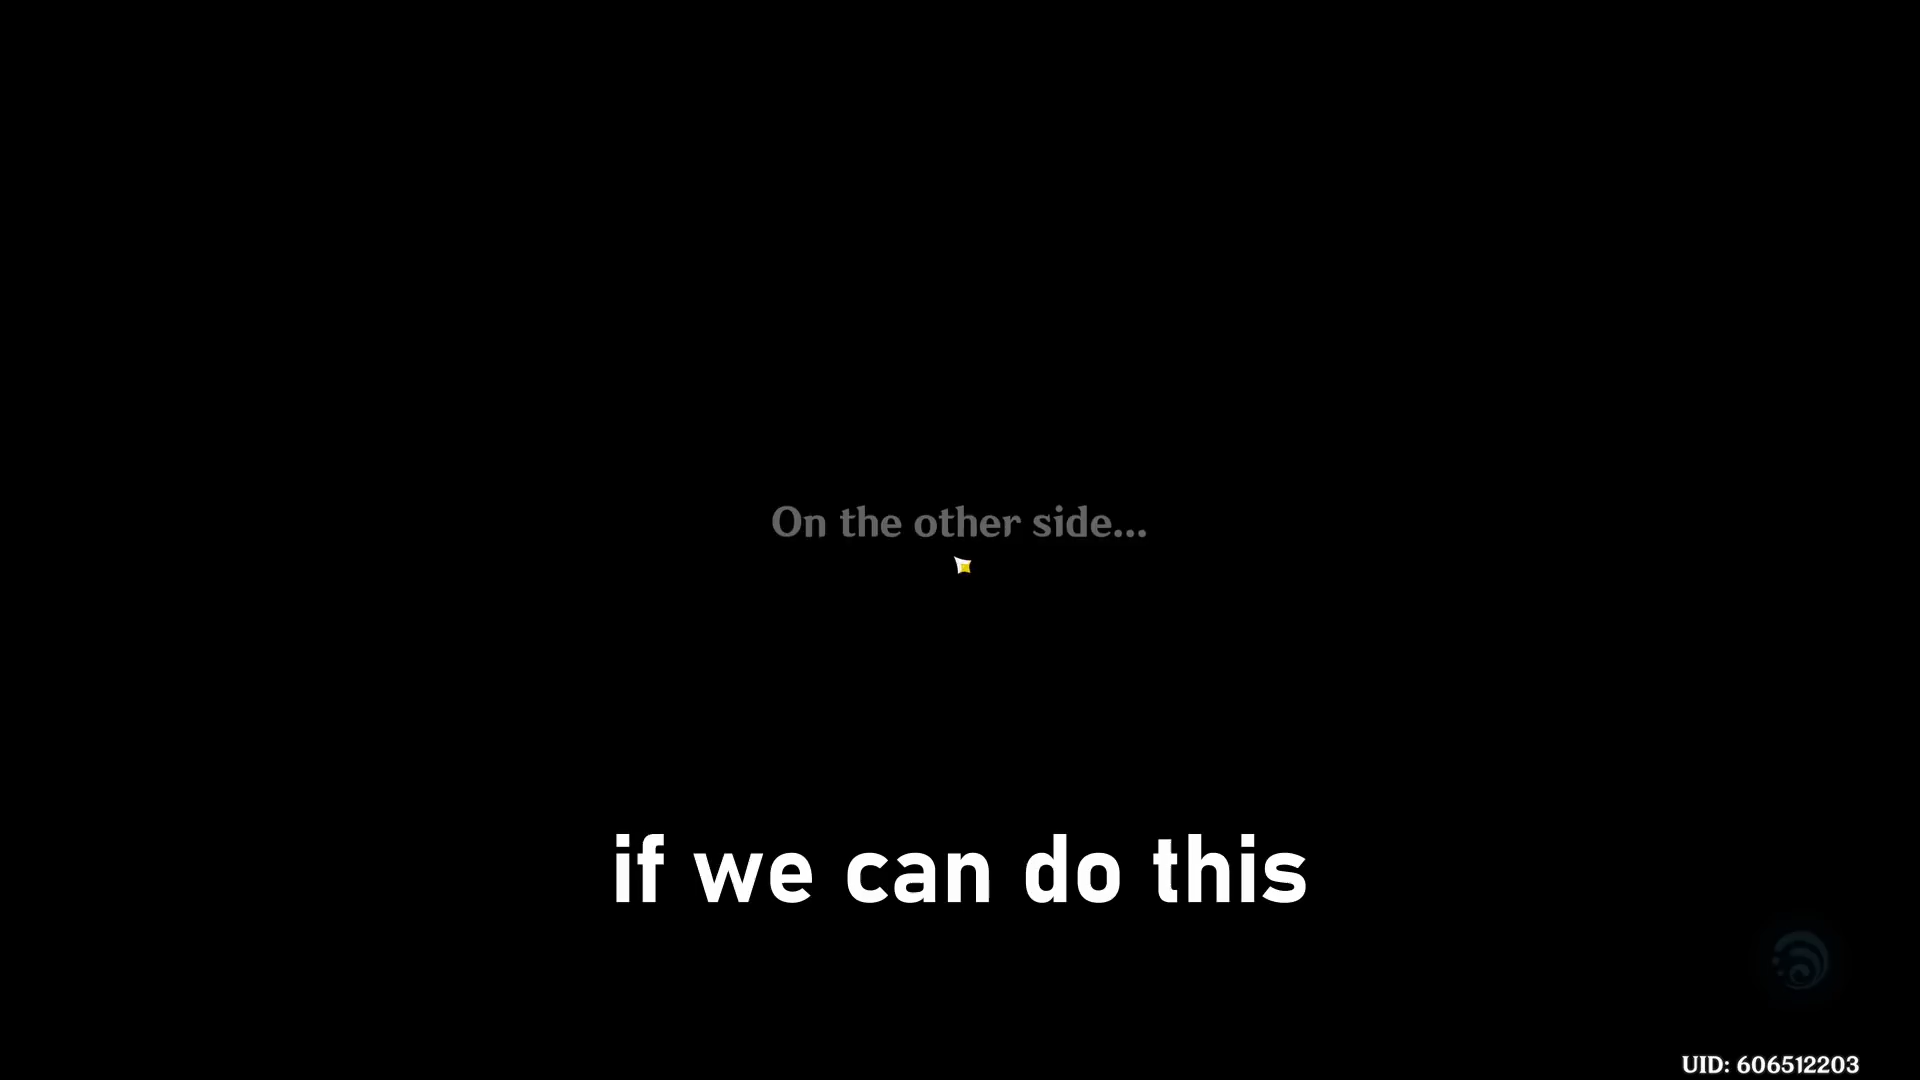 On the other side...
if we can do this
UID: 606512203